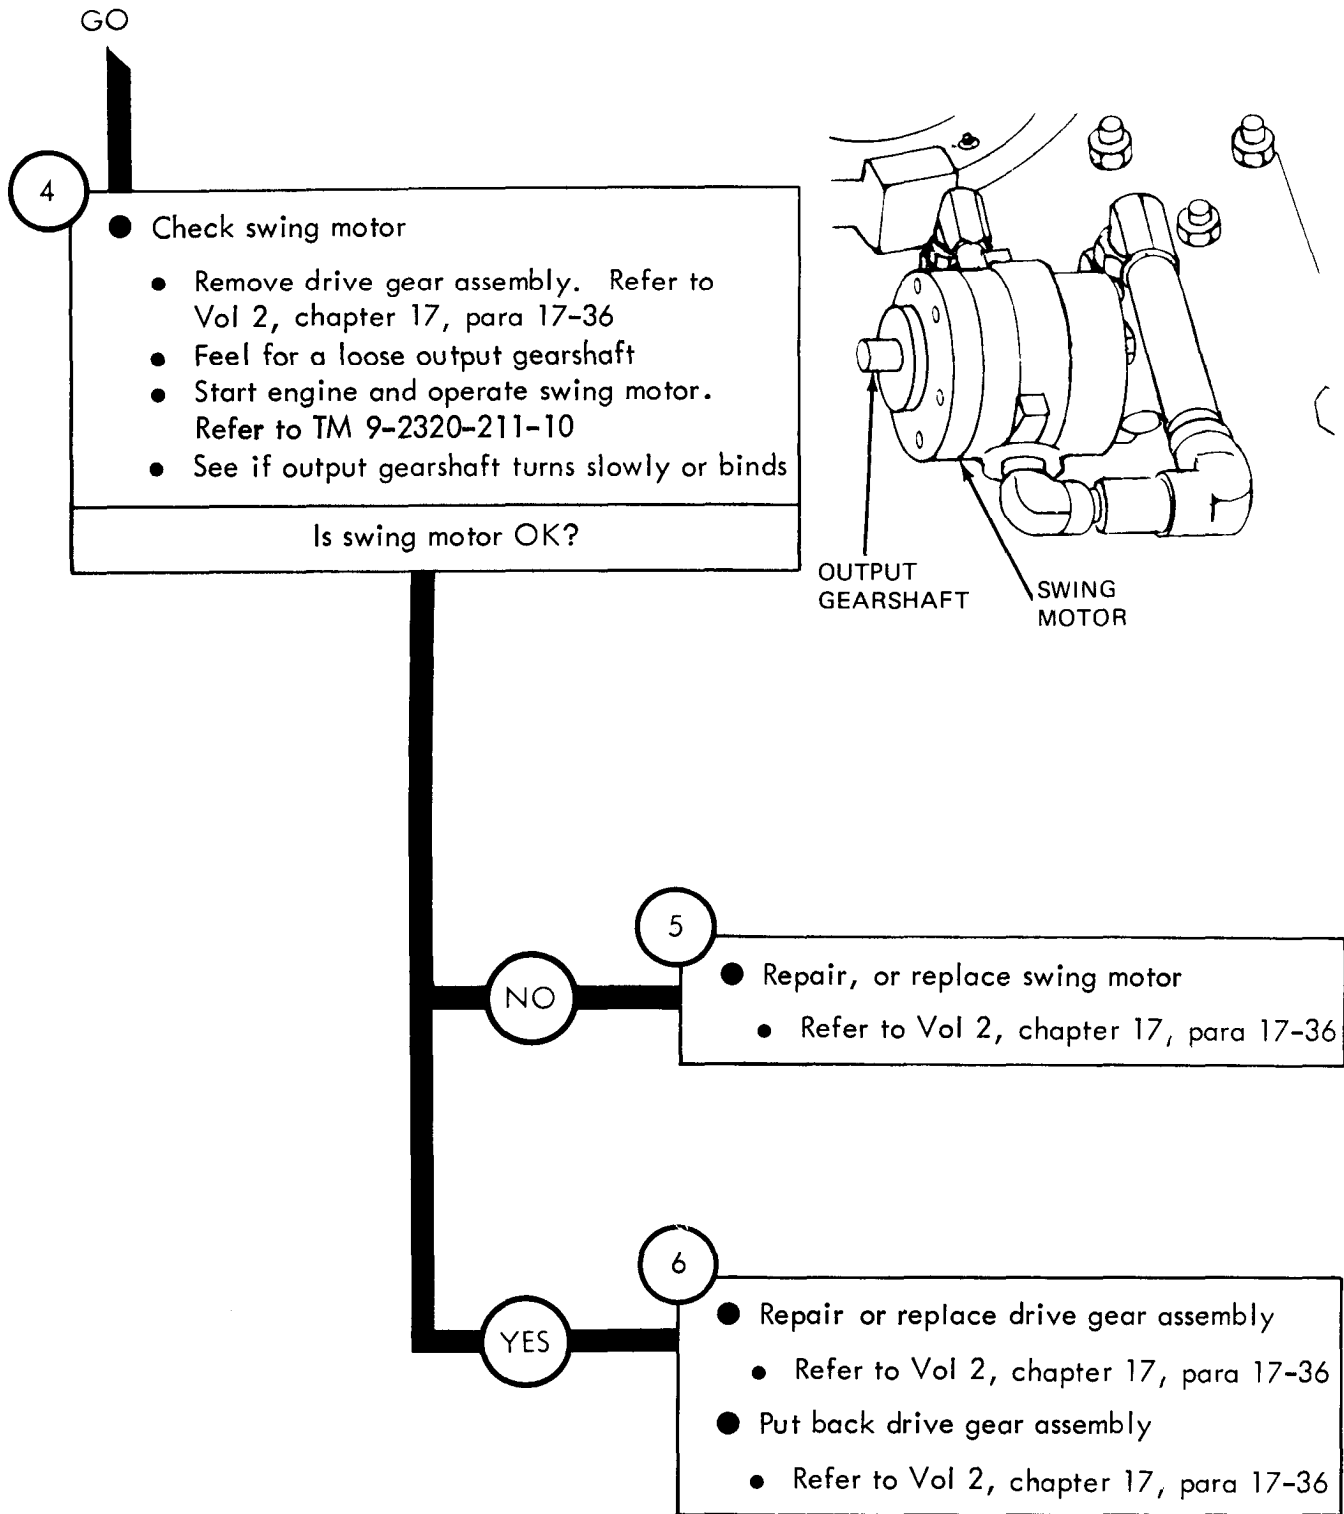 GO
4
● Check swing motor
● Remove drive gear assembly. Refer to
Vol 2, chapter 17, para 17-36
● Feel for a loose output gearshaft
● Start engine and operate swing motor.
Refer to TM 9-2320-211-10
● See if output gearshaft turns slowly or binds
Is swing motor OK?
OUTPUT
GEARSHAFT
SWING
MOTOR
NO
5
● Repair, or replace swing motor
● Refer to Vol 2, chapter 17, para 17-36
YES
6
● Repair or replace drive gear assembly
● Refer to Vol 2, chapter 17, para 17-36
● Put back drive gear assembly
● Refer to Vol 2, chapter 17, para 17-36